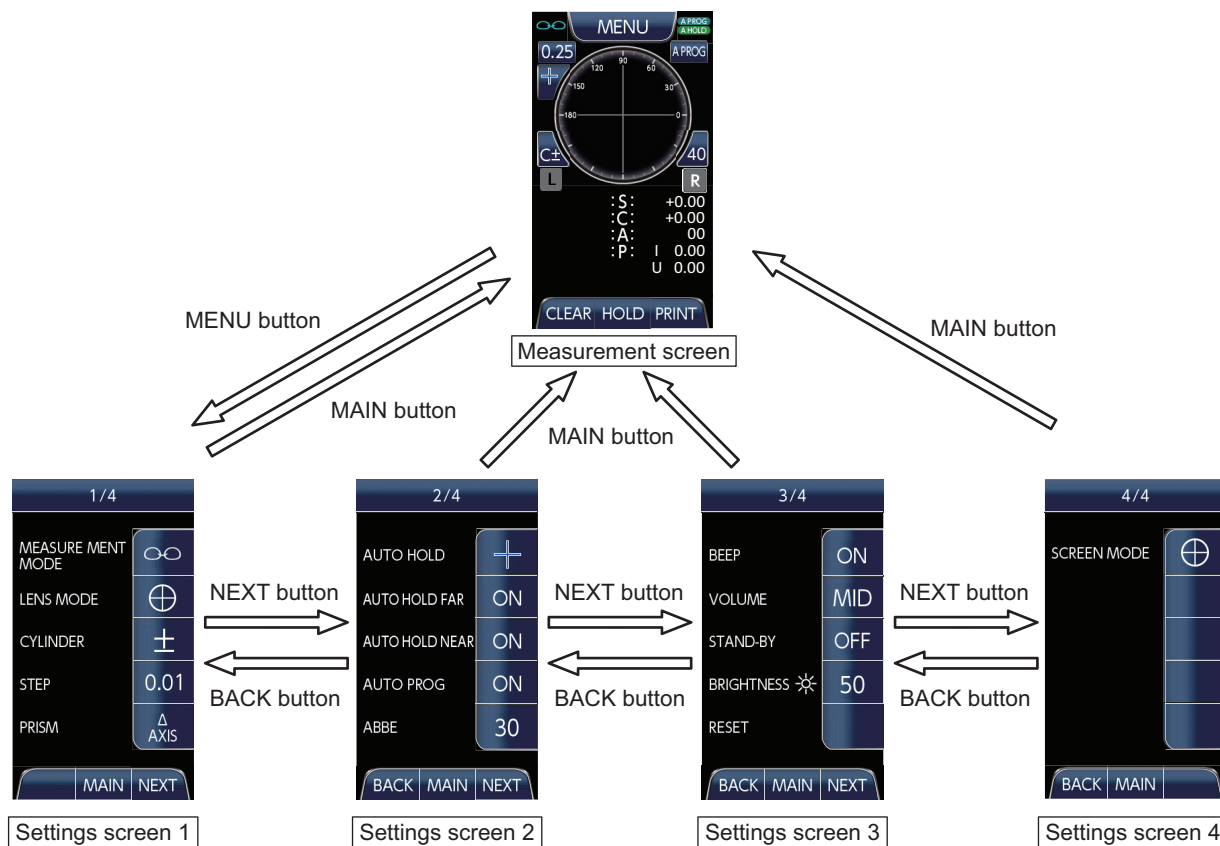 MENU
A PROG
A HOLD
0.25
A PROG
90
120
60
150
30
180
0
C±
40
L
R
:S: +0.00
:C: +0.00
:A: 00
:P: I 0.00
U 0.00
CLEAR HOLD PRINT
Measurement screen
MENU button
MAIN button
MAIN button
MAIN button
1/4
MEASURE MENT
MODE
LENS MODE
CYLINDER ±
STEP 0.01
PRISM Δ
AXIS
MAIN NEXT
Settings screen 1
NEXT button
BACK button
2/4
AUTO HOLD
AUTO HOLD FAR ON
AUTO HOLD NEAR ON
AUTO PROG ON
ABBE 30
BACK MAIN NEXT
Settings screen 2
NEXT button
BACK button
3/4
BEEP ON
VOLUME MID
STAND-BY OFF
BRIGHTNESS 50
RESET
BACK MAIN NEXT
Settings screen 3
NEXT button
BACK button
4/4
SCREEN MODE
BACK MAIN
Settings screen 4